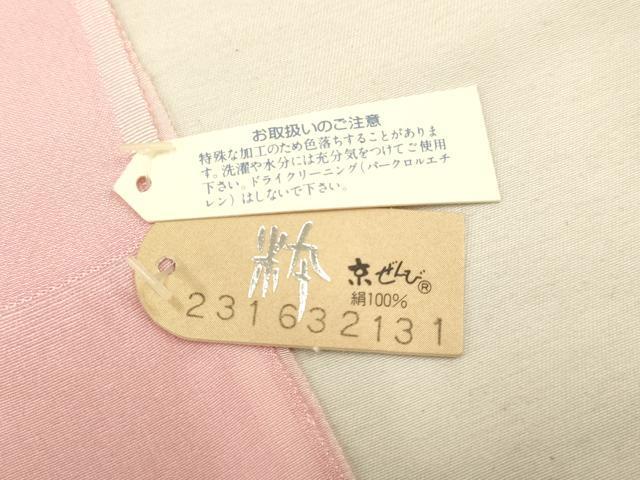 お取扱いのご注意
特殊な加工のため色落ちすることがありま
す。洗濯や水分には充分気をつけてご使用
下さい。ドライクリーニング(パークロルエチ
レン)はしないで下さい。
京ぜんび®
絹100%
231632131